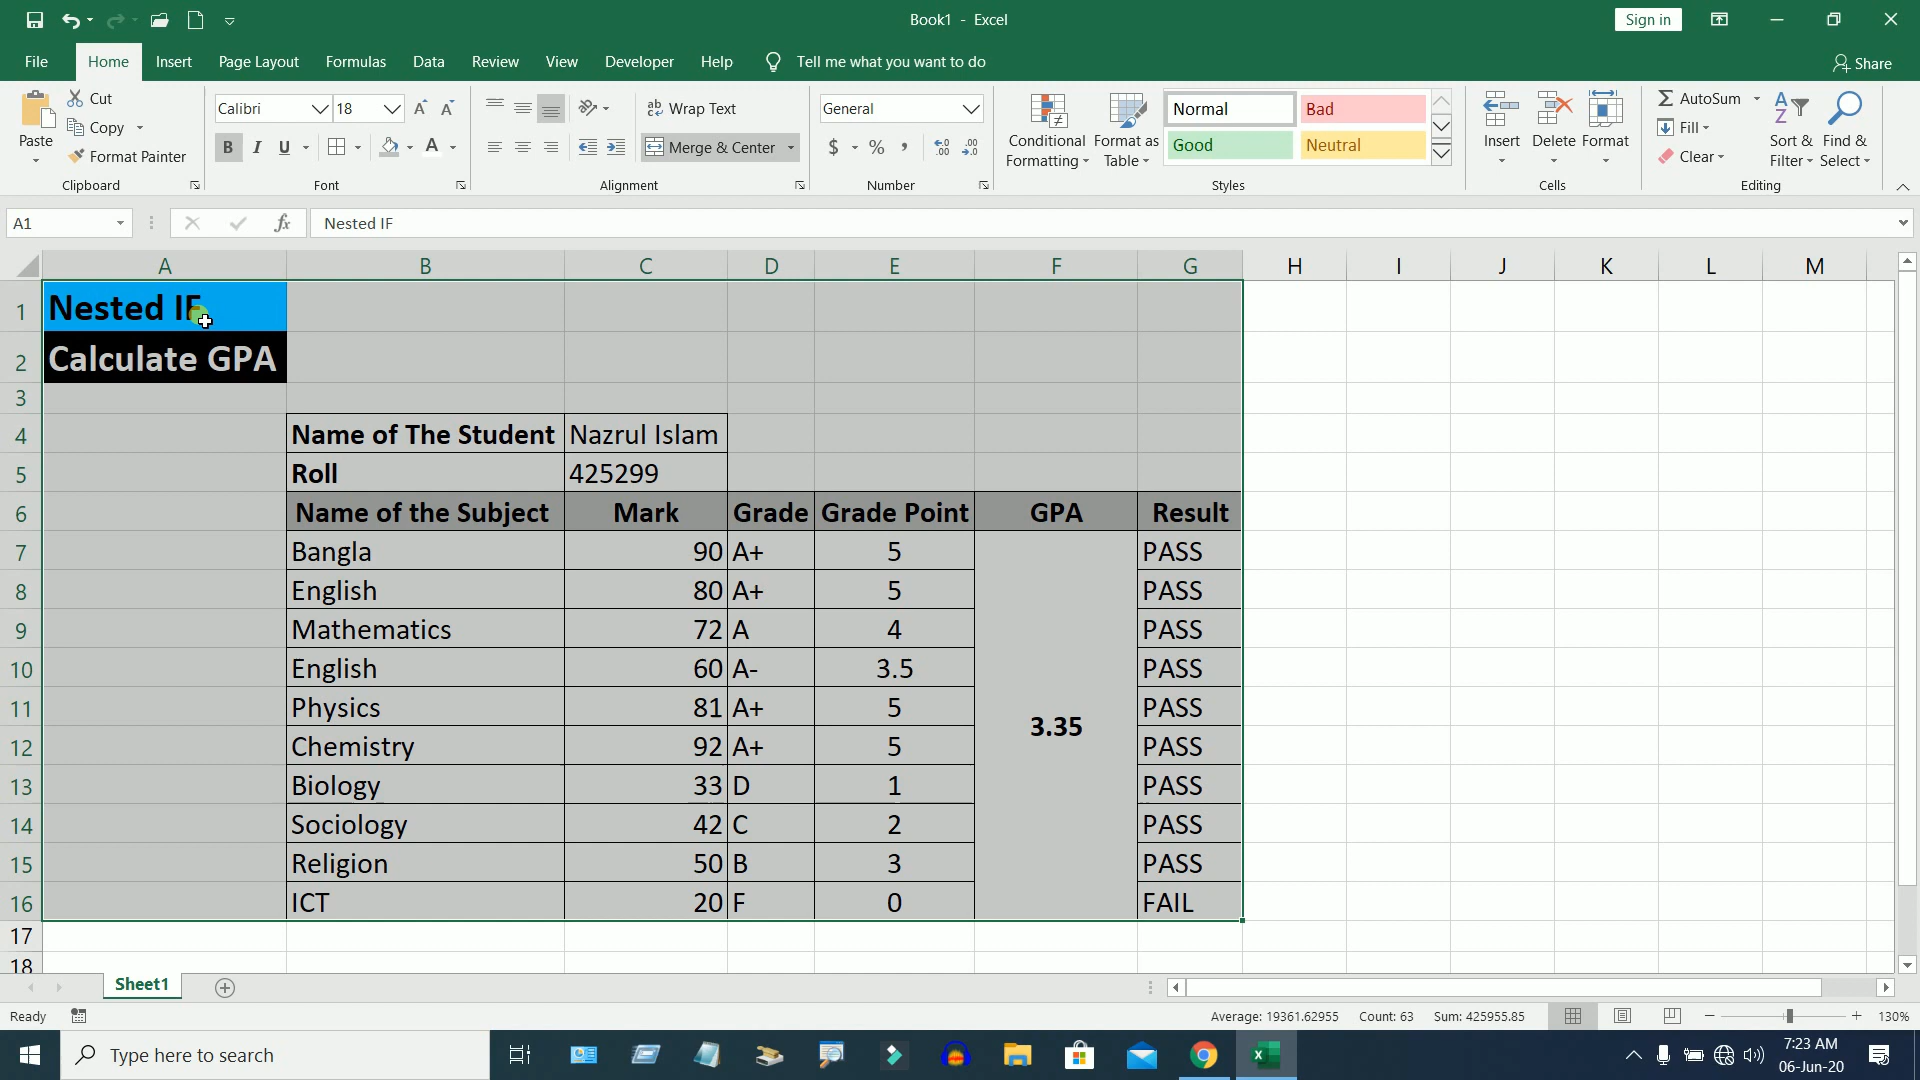 Book1 - Excel
Sign in
File Home Insert Page Layout Formulas Data Review View Developer Help Tell me what you want to do Share
Paste
Cut
Copy
Format Painter
Clipboard
Calibri 18
B I U
Font
Wrap Text
Merge & Center
Alignment
General
$ % ,
Number
Conditional Formatting
Format as Table
Normal Bad
Good Neutral
Styles
Insert Delete Format
Cells
AutoSum
Fill
Clear
Sort & Filter
Find & Select
Editing
A1 fx Nested IF
A B C D E F G H I J K L M
1 Nested IF
2 Calculate GPA
3
4 Name of The Student Nazrul Islam
5 Roll 425299
6 Name of the Subject Mark Grade Grade Point GPA Result
7 Bangla 90 A+ 5 PASS
8 English 80 A+ 5 PASS
9 Mathematics 72 A 4 PASS
10 English 60 A- 3.5 PASS
11 Physics 81 A+ 5 PASS
3.35
12 Chemistry 92 A+ 5 PASS
13 Biology 33 D 1 PASS
14 Sociology 42 C 2 PASS
15 Religion 50 B 3 PASS
16 ICT 20 F 0 FAIL
17
18
Sheet1
Ready Average: 19361.62955 Count: 63 Sum: 425955.85 130%
Type here to search
7:23 AM
06-Jun-20